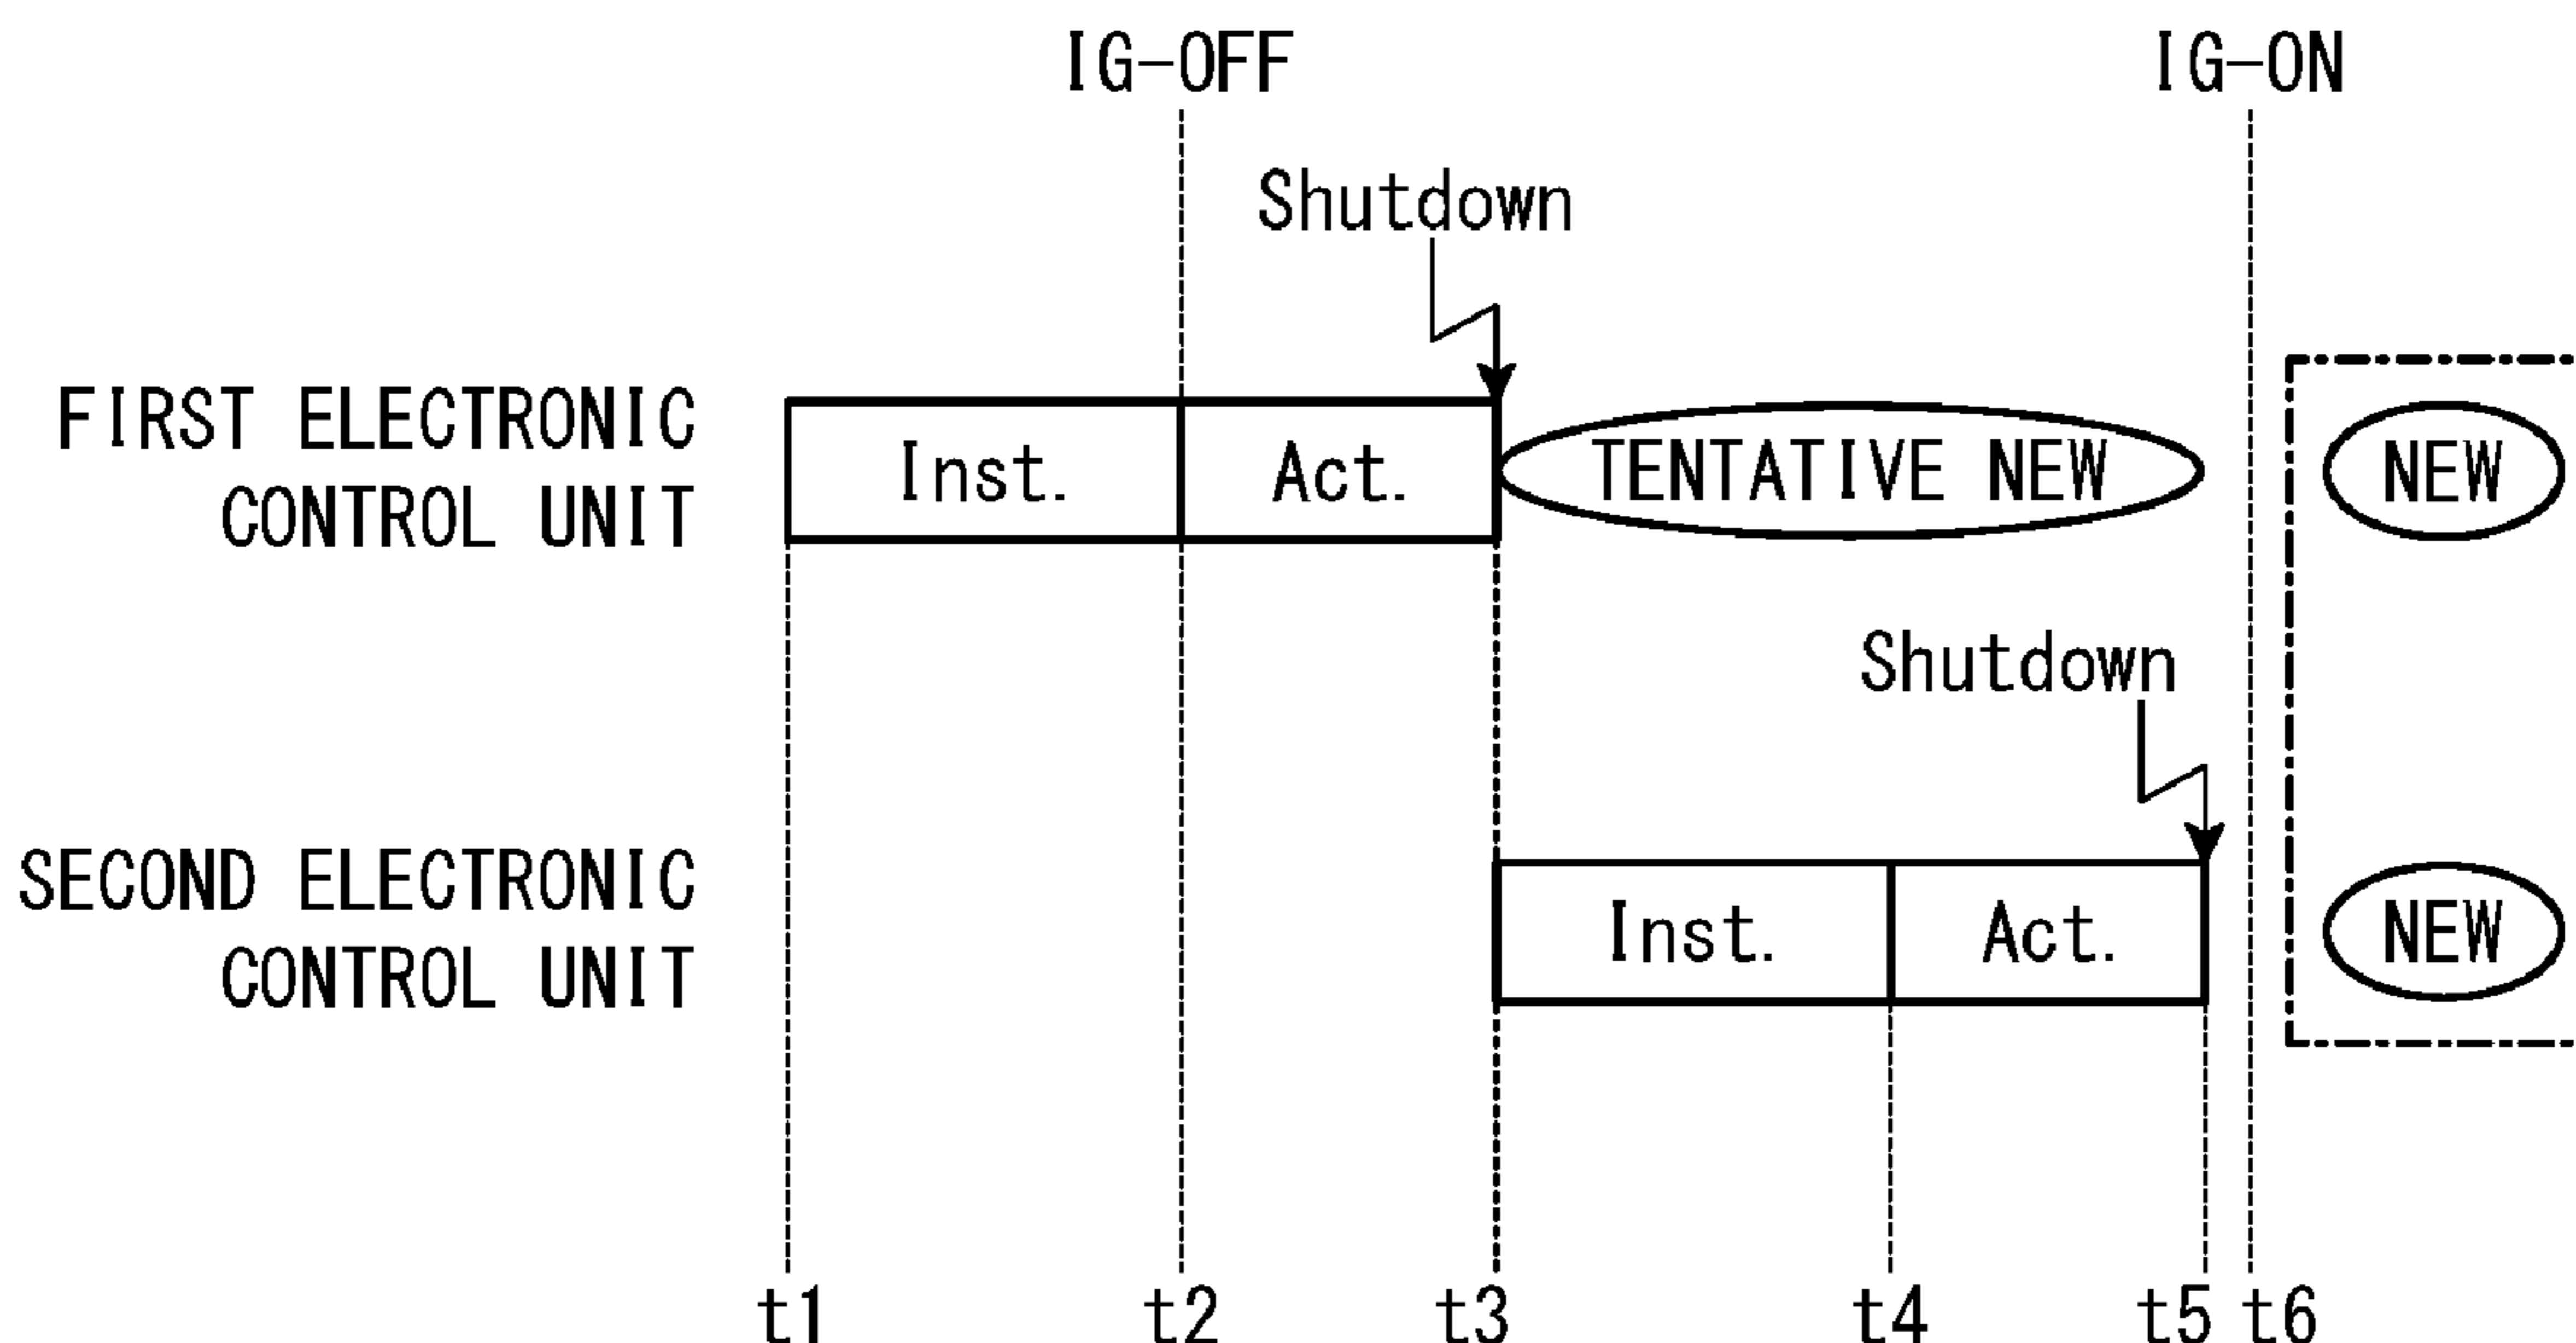 IG-OFF
IG-ON
Shutdown
FIRST ELECTRONIC
CONTROL UNIT
Inst.
Act.
TENTATIVE NEW
NEW
Shutdown
SECOND ELECTRONIC
CONTROL UNIT
Inst.
Act.
NEW
t1
t2
t3
t4
t5
t6